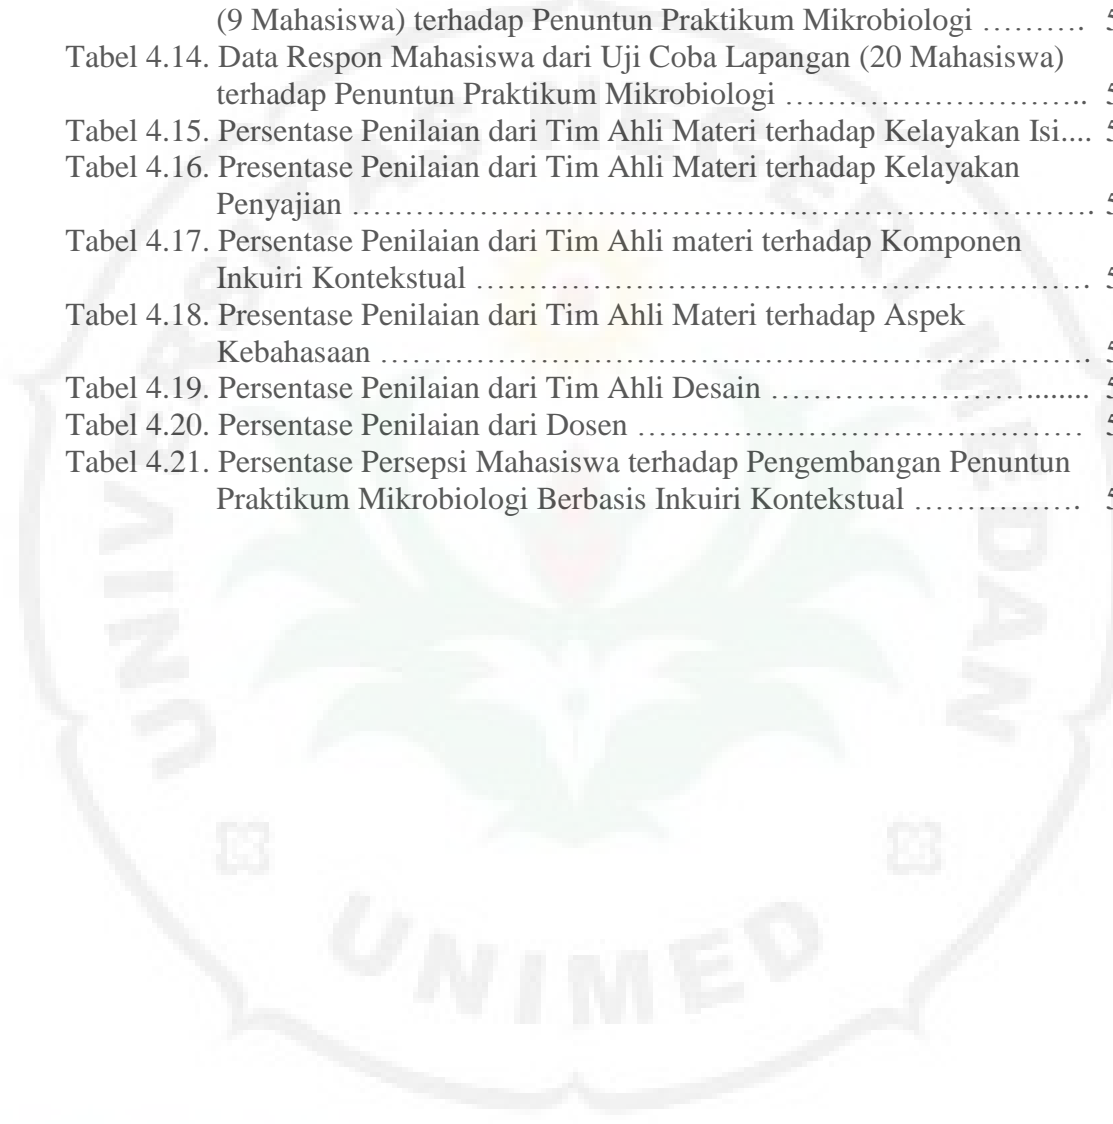 (9 Mahasiswa) terhadap Penuntun Praktikum Mikrobiologi ………. 5
Tabel 4.14. Data Respon Mahasiswa dari Uji Coba Lapangan (20 Mahasiswa)
terhadap Penuntun Praktikum Mikrobiologi ……………………….. 5
Tabel 4.15. Persentase Penilaian dari Tim Ahli Materi terhadap Kelayakan Isi.... 5
Tabel 4.16. Presentase Penilaian dari Tim Ahli Materi terhadap Kelayakan
Penyajian …………………………………………………………. 5
Tabel 4.17. Persentase Penilaian dari Tim Ahli materi terhadap Komponen
Inkuiri Kontekstual ………………………………………………. 5
Tabel 4.18. Presentase Penilaian dari Tim Ahli Materi terhadap Aspek
Kebahasaan ………………………………………………………. 5
Tabel 4.19. Persentase Penilaian dari Tim Ahli Desain ……………………........ 5
Tabel 4.20. Persentase Penilaian dari Dosen ………………………………… 5
Tabel 4.21. Persentase Persepsi Mahasiswa terhadap Pengembangan Penuntun
Praktikum Mikrobiologi Berbasis Inkuiri Kontekstual ……………. 5
UNIVERSITAS NEGERI MEDAN
UNIMED